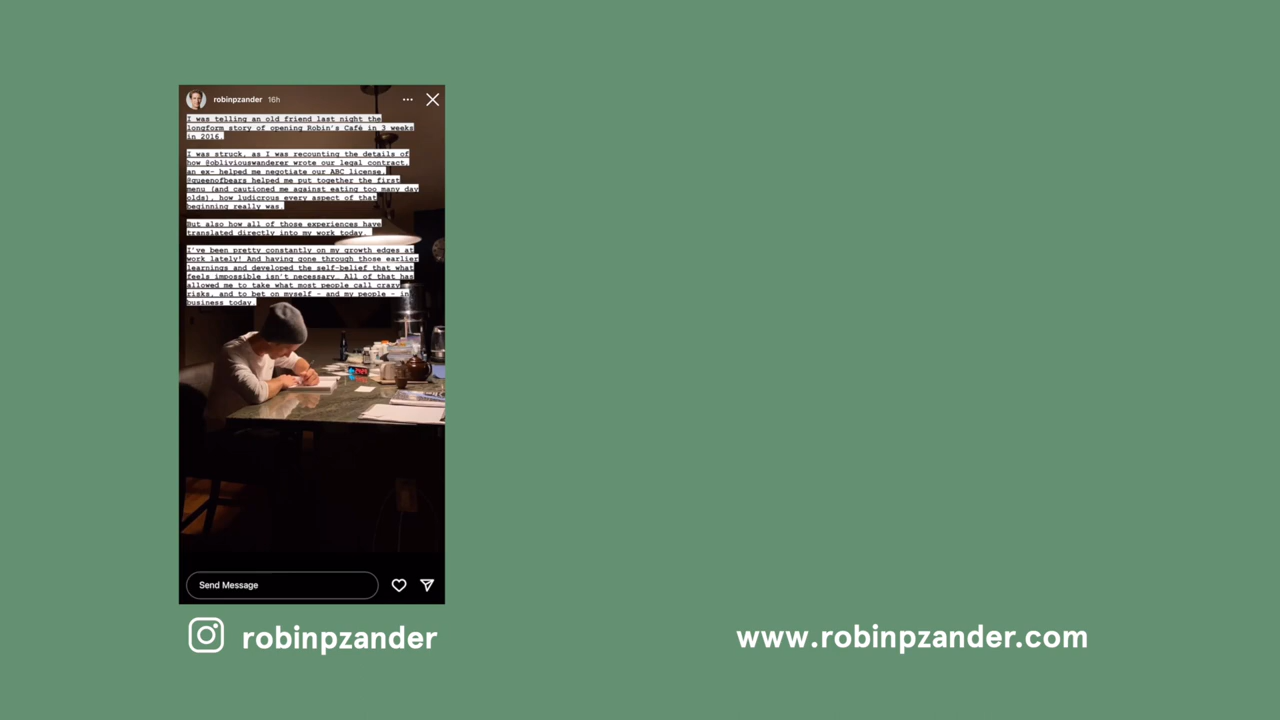 robinpzander 16h
I was telling an old friend last night the
longform story of opening Robin's Café in 3 weeks
in 2016.
I was struck, as I was recounting the details of
how @obliviouswanderer wrote our legal contract,
an ex- helped me negotiate our ABC license,
@queenofbears helped me put together the first
menu (and cautioned me against eating too many day
olds), how ludicrous every aspect of that
beginning really was.
But also how all of those experiences have
translated directly into my work today.
I've been pretty constantly on my growth edges at
work lately! And having gone through those earlier
learnings and developed the self-belief that what
feels impossible isn't necessary. All of that has
allowed me to take what most people call crazy
risks, and to bet on myself - and my people - in
business today.
Send Message
robinpzander
www.robinpzander.com